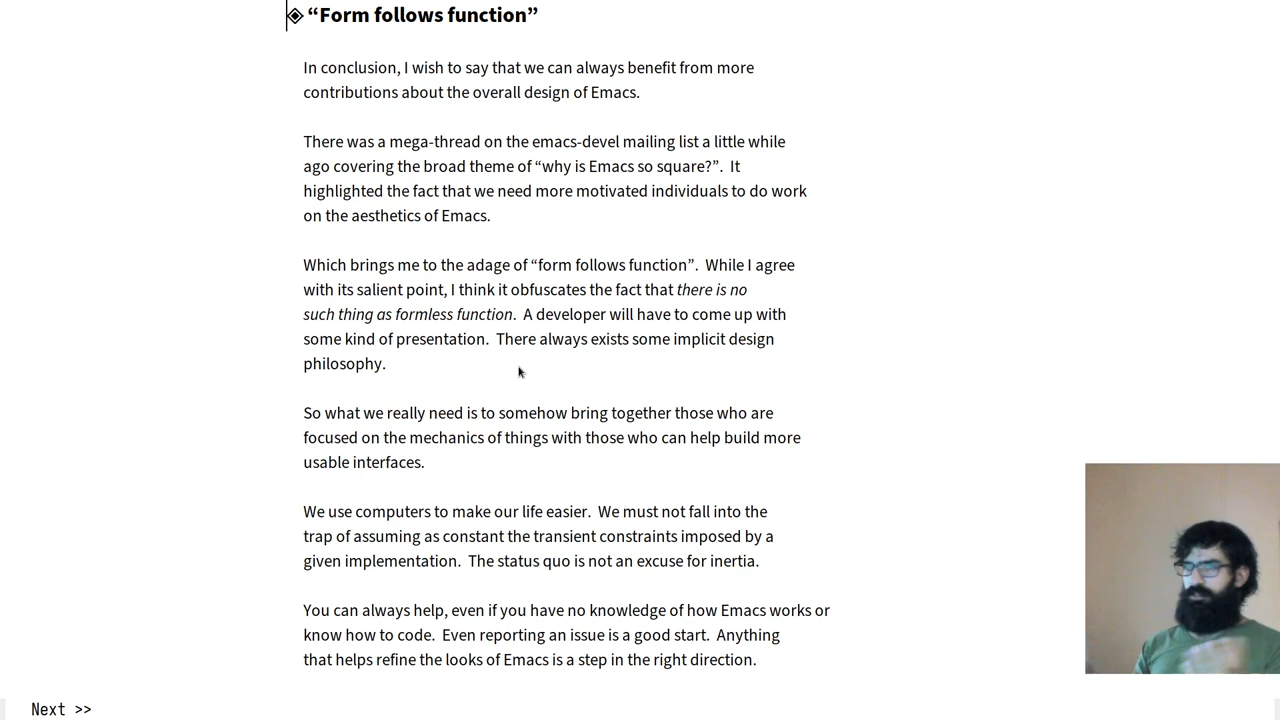 “Form follows function”
In conclusion, I wish to say that we can always benefit from more
contributions about the overall design of Emacs.
There was a mega-thread on the emacs-devel mailing list a little while
ago covering the broad theme of “why is Emacs so square?”.  It
highlighted the fact that we need more motivated individuals to do work
on the aesthetics of Emacs.
Which brings me to the adage of “form follows function”.  While I agree
with its salient point, I think it obfuscates the fact that there is no
such thing as formless function.  A developer will have to come up with
some kind of presentation.  There always exists some implicit design
philosophy.
So what we really need is to somehow bring together those who are
focused on the mechanics of things with those who can help build more
usable interfaces.
We use computers to make our life easier.  We must not fall into the
trap of assuming as constant the transient constraints imposed by a
given implementation.  The status quo is not an excuse for inertia.
You can always help, even if you have no knowledge of how Emacs works or
know how to code.  Even reporting an issue is a good start.  Anything
that helps refine the looks of Emacs is a step in the right direction.
Next >>